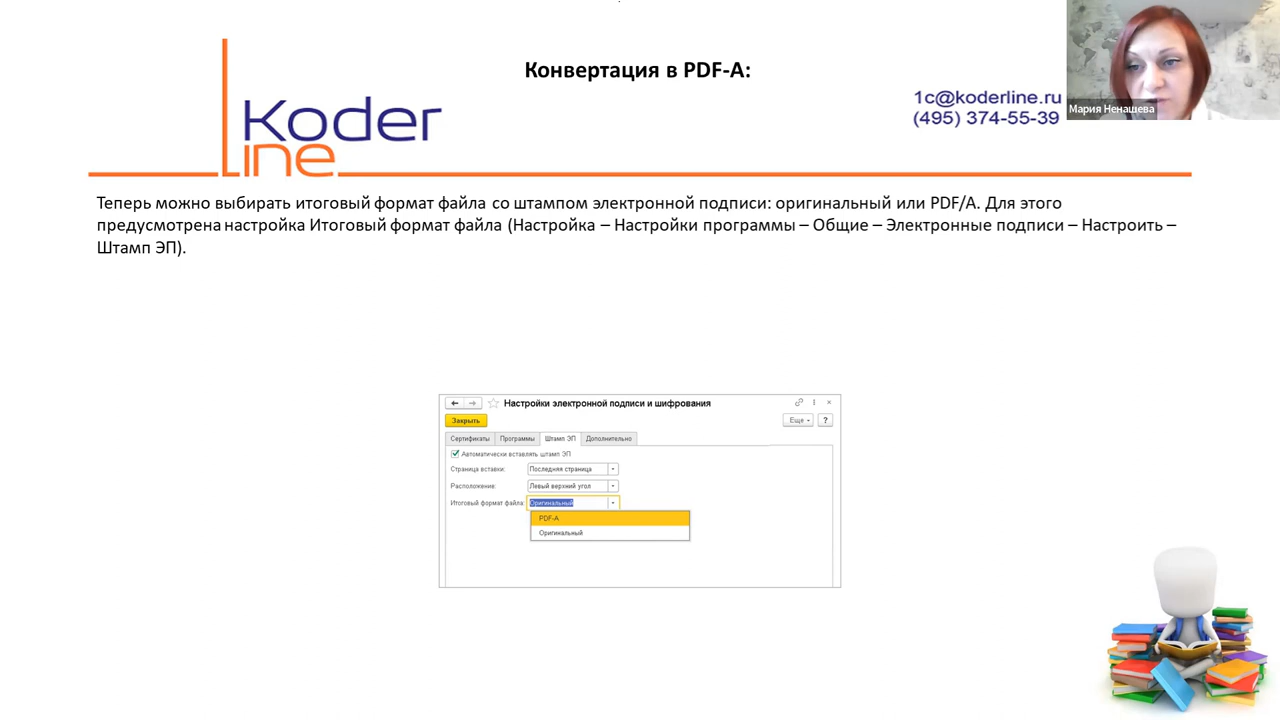 Конвертация в PDF-A:
Koder
Line
1c@koderline.ru
(495) 374-55-39
Мария Ненашева
Теперь можно выбирать итоговый формат файла со штампом электронной подписи: оригинальный или PDF/A. Для этого
предусмотрена настройка Итоговый формат файла (Настройка – Настройки программы – Общие – Электронные подписи – Настроить –
Штамп ЭП).
Настройки электронной подписи и шифрования
Закрыть
Еще
?
Сертификаты Программы Штамп ЭП Дополнительно
Автоматически вставлять штамп ЭП
Страница вставки: Последняя страница
Расположение: Левый верхний угол
Итоговый формат файла: Оригинальный
PDF-A
Оригинальный